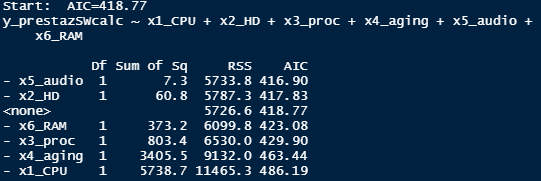 Start:  AIC=418.77
y_prestazSWcalc ~ x1_CPU + x2_HD + x3_proc + x4_aging + x5_audio +
    x6_RAM

           Df Sum of Sq     RSS    AIC
- x5_audio  1       7.3  5733.8 416.90
- x2_HD     1      60.8  5787.3 417.83
<none>                   5726.6 418.77
- x6_RAM    1     373.2  6099.8 423.08
- x3_proc   1     803.4  6530.0 429.90
- x4_aging  1    3405.5  9132.0 463.44
- x1_CPU    1    5738.7 11465.3 486.19